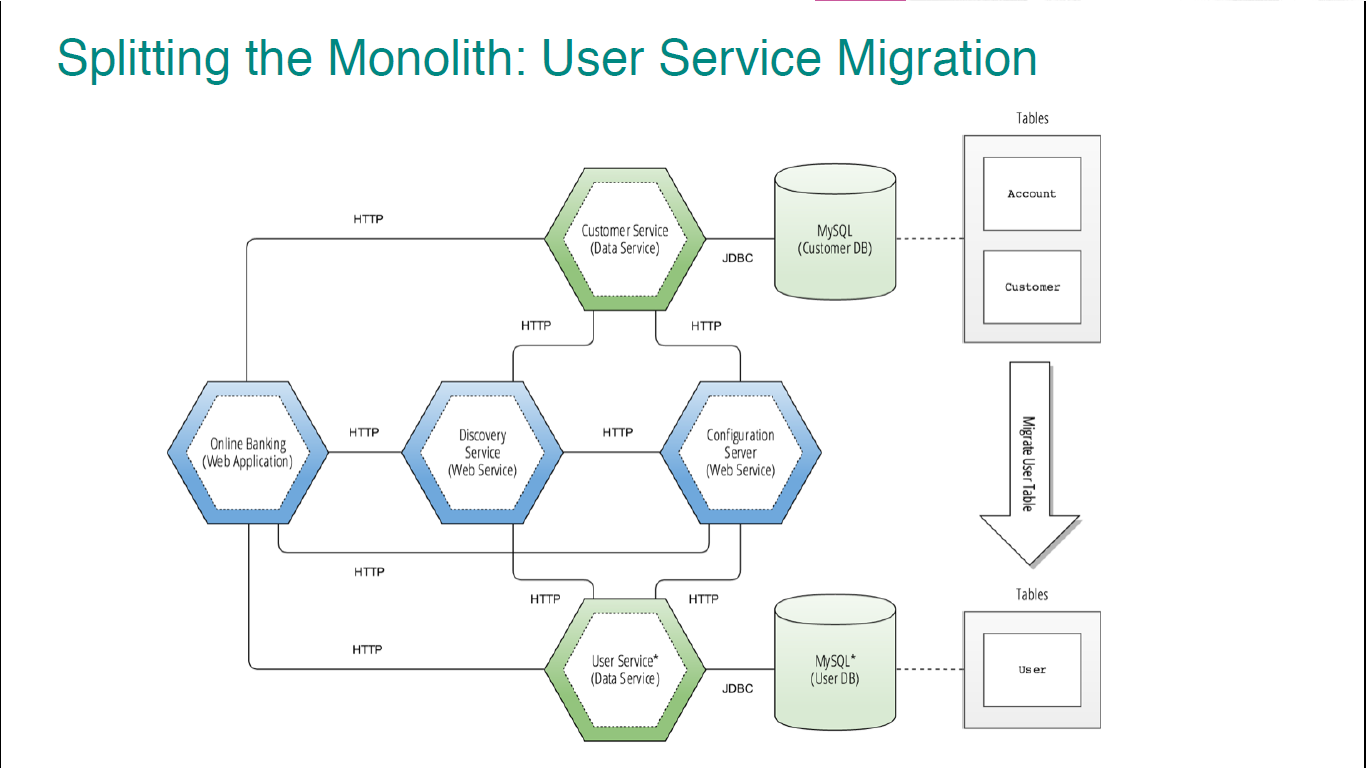 Splitting the Monolith: User Service Migration
Tables
Account
Customer
HTTP
Customer Service
(Data Service)
JDBC
MySQL
(Customer DB)
HTTP
HTTP
Online Banking
(Web Application)
HTTP
Discovery
Service
(Web Service)
HTTP
Configuration
Server
(Web Service)
Migrate User Table
HTTP
HTTP
HTTP
HTTP
User Service*
(Data Service)
JDBC
MySQL*
(User DB)
Tables
User